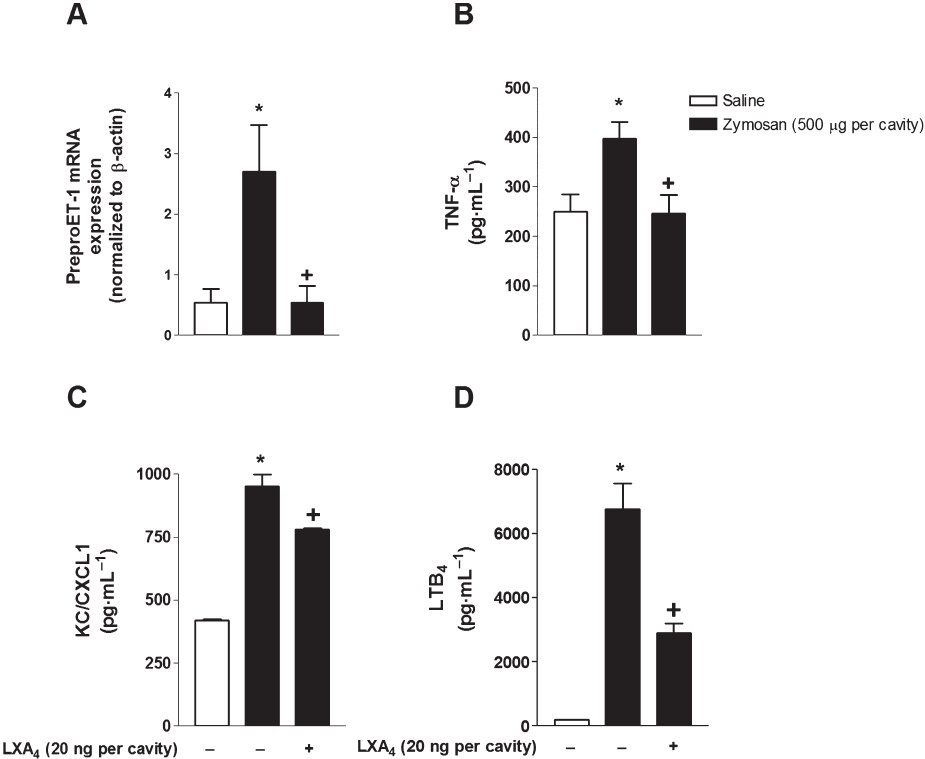 A
PreproET-1 mRNA
expression
(normalized to β-actin)
4
3
2
1
0
*
+
B
TNF-α
(pg·mL⁻¹)
500
400
300
200
100
0
*
+
Saline
Zymosan (500 μg per cavity)
C
KC/CXCL1
(pg·mL⁻¹)
1000
750
500
250
0
*
+
LXA₄ (20 ng per cavity) – – +
D
LTB₄
(pg·mL⁻¹)
8000
6000
4000
2000
0
*
+
LXA₄ (20 ng per cavity) – – +